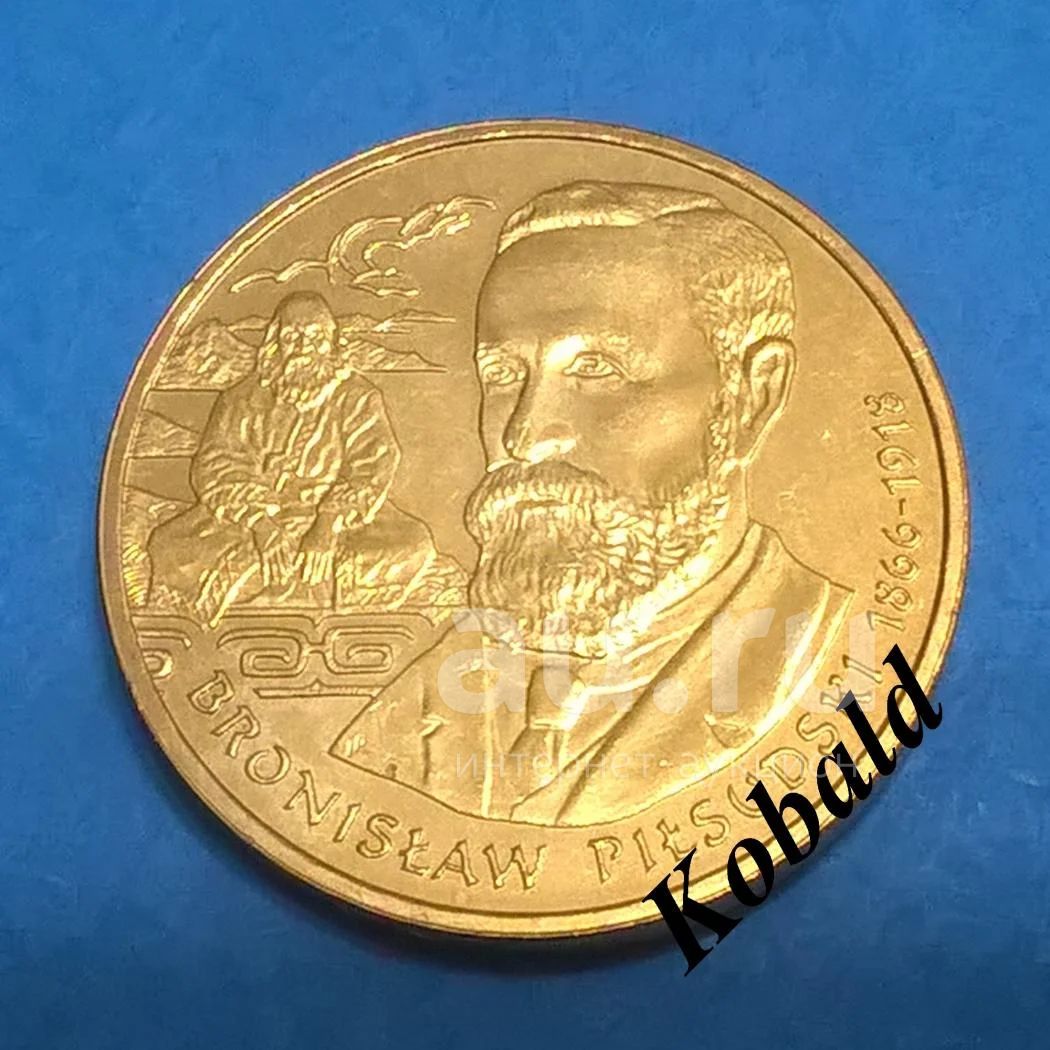 BRONISŁAW PIŁSUDSKI 1866-1918
au.ru
интернет-аукцион
Kobald